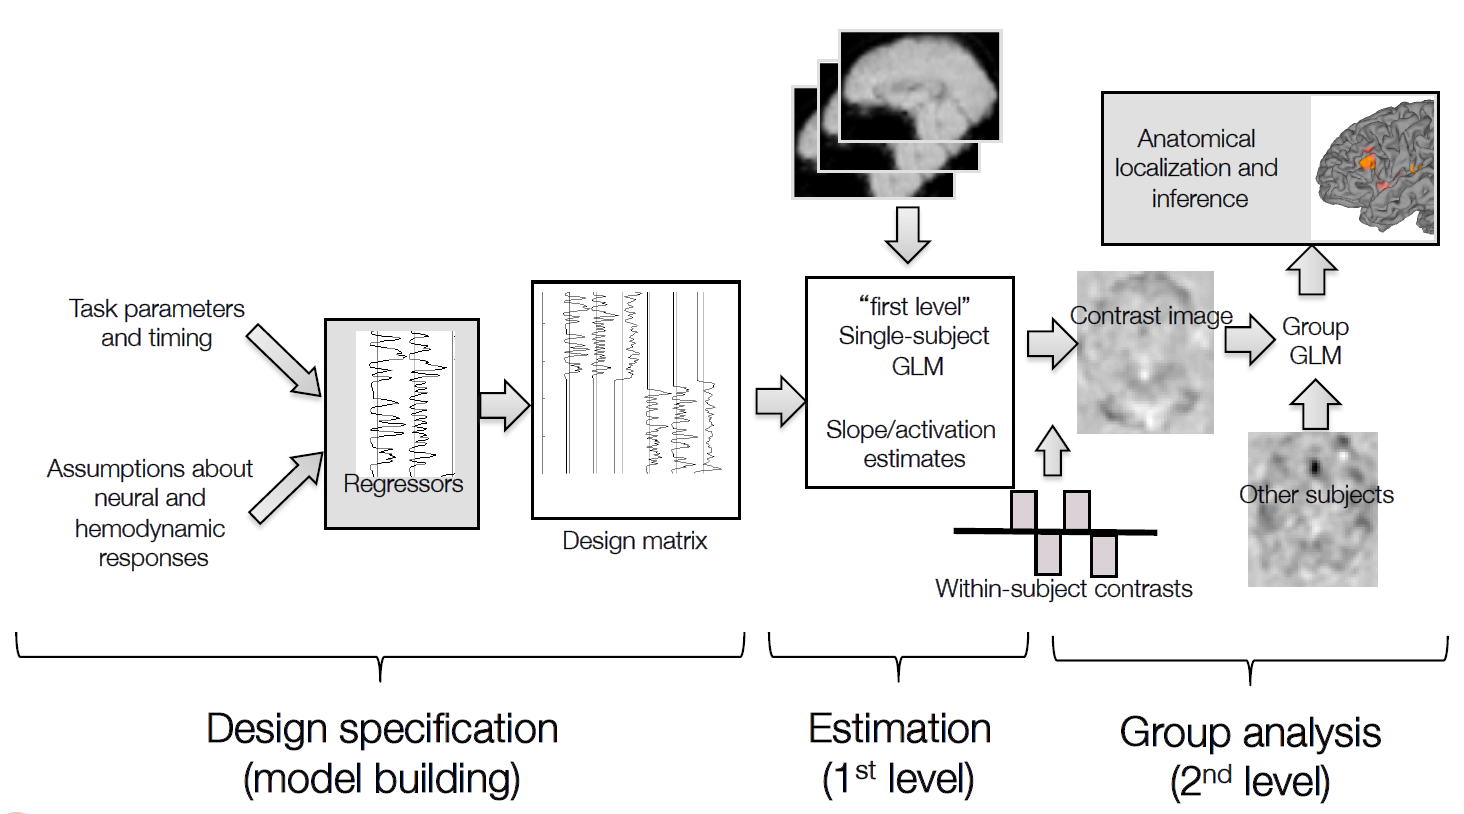 Task parameters
and timing
Assumptions about
neural and
hemodynamic
responses
Regressors
Design matrix
“first level”
Single-subject
GLM
Slope/activation
estimates
Within-subject contrasts
Contrast image
Group
GLM
Other subjects
Anatomical
localization and
inference
Design specification
(model building)
Estimation
(1st level)
Group analysis
(2nd level)